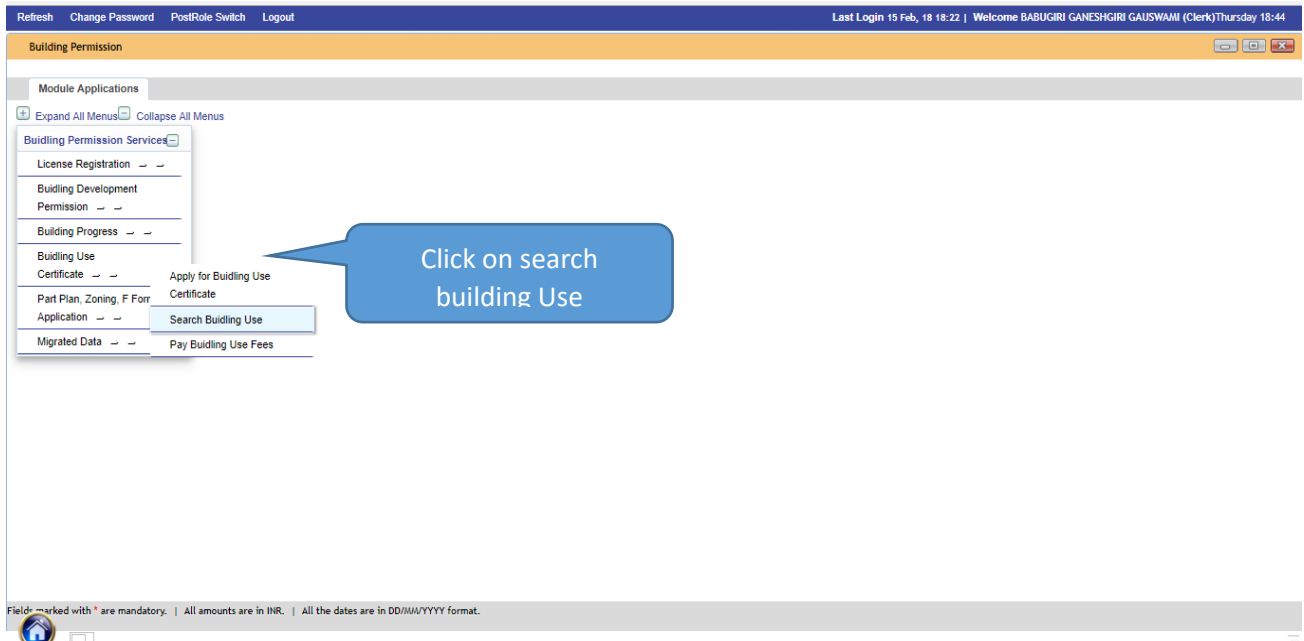 Refresh Change Password PostRole Switch Logout Last Login 15 Feb, 18 18:22 | Welcome BABUGIRI GANESHGIRI GAUSWAMI (Clerk)Thursday 18:44
Building Permission
Module Applications
Expand All Menus Collapse All Menus
Buidling Permission Services
License Registration
Buidling Development
Permission
Building Progress
Buidling Use
Certificate
Part Plan, Zoning, F Form
Application
Migrated Data
Apply for Buidling Use
Certificate
Search Buidling Use
Pay Buidling Use Fees
Click on search
building Use
Fields marked with * are mandatory. | All amounts are in INR. | All the dates are in DD/MM/YYYY format.